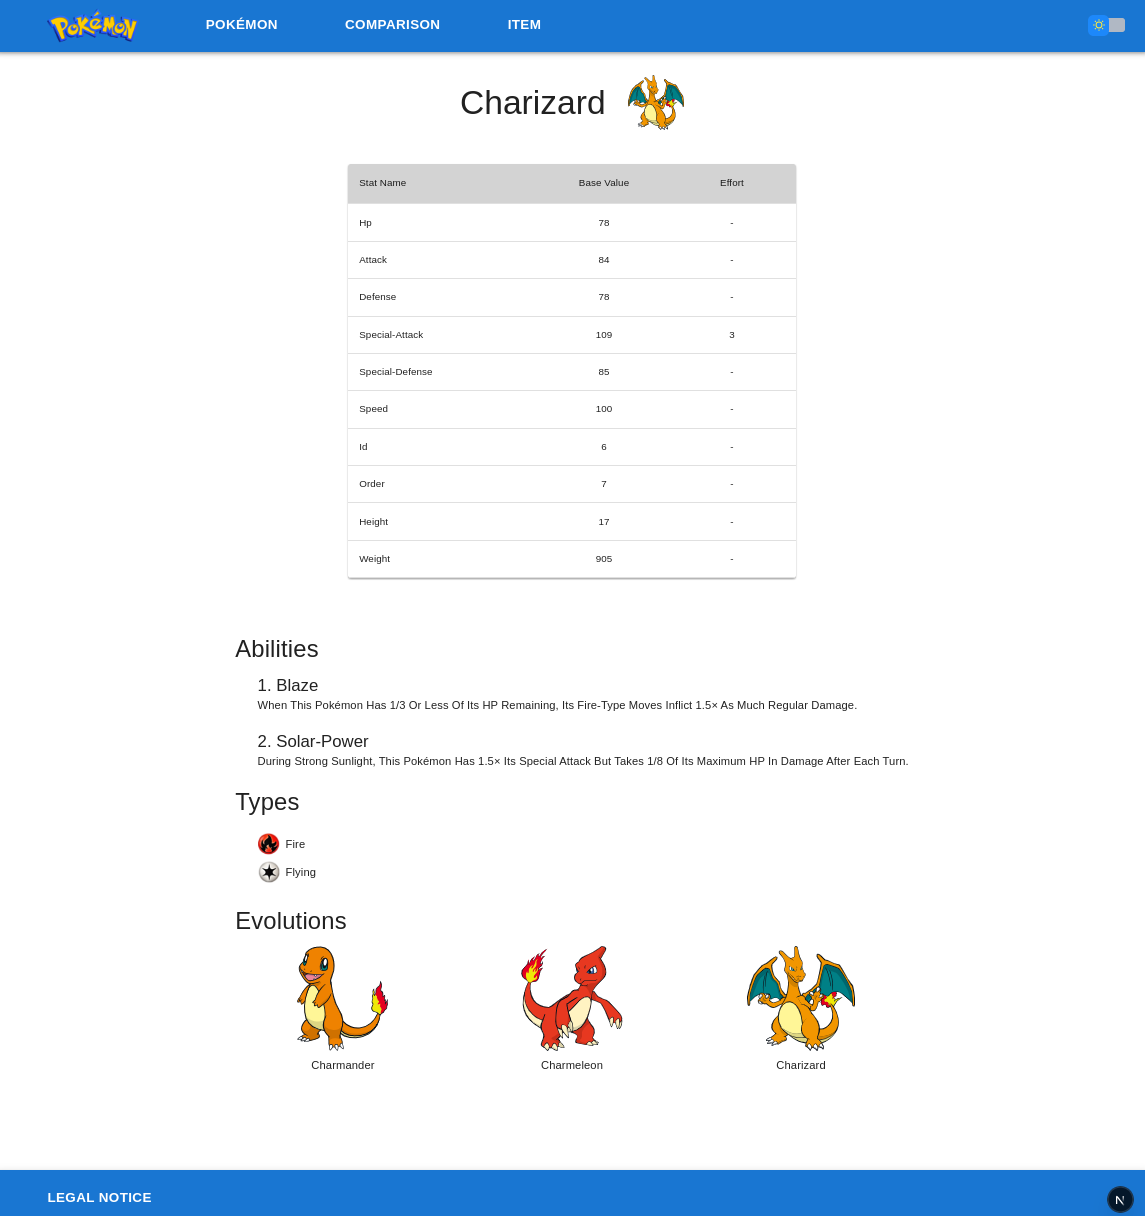 POKÉMON POKÉMON COMPARISON ITEM
Charizard
Stat Name Base Value Effort
Hp 78 -
Attack 84 -
Defense 78 -
Special-Attack 109 3
Special-Defense 85 -
Speed 100 -
Id 6 -
Order 7 -
Height 17 -
Weight 905 -
Abilities
1. Blaze
When This Pokémon Has 1/3 Or Less Of Its HP Remaining, Its Fire-Type Moves Inflict 1.5× As Much Regular Damage.
2. Solar-Power
During Strong Sunlight, This Pokémon Has 1.5× Its Special Attack But Takes 1/8 Of Its Maximum HP In Damage After Each Turn.
Types
Fire
Flying
Evolutions
Charmander Charmeleon Charizard
LEGAL NOTICE N